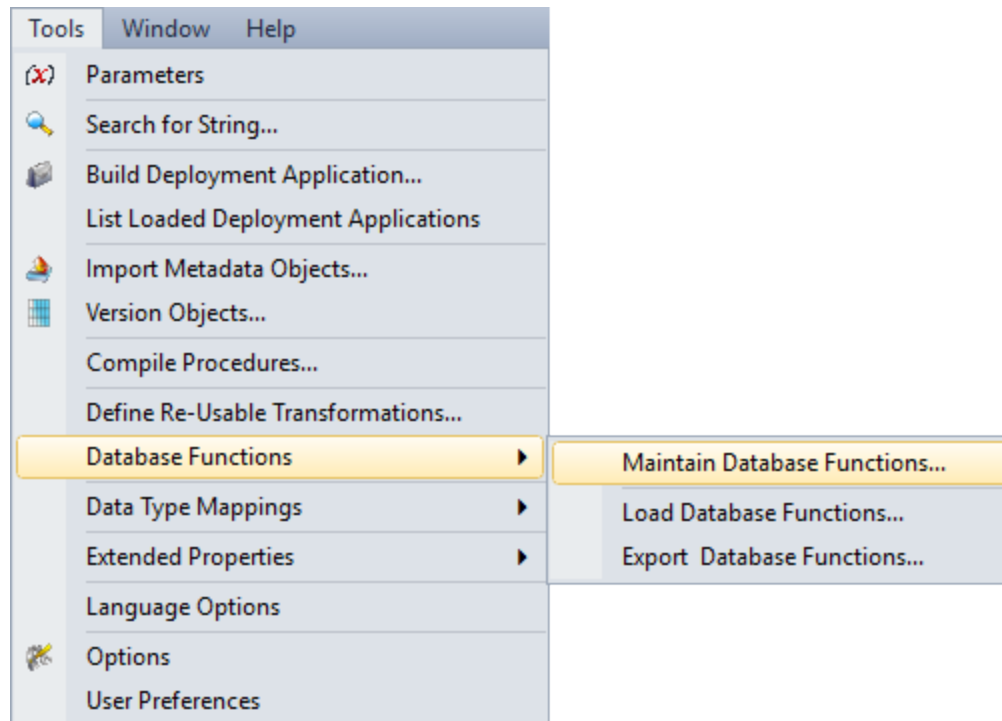 Tools Window Help
(x) Parameters
Search for String...
Build Deployment Application...
List Loaded Deployment Applications
Import Metadata Objects...
Version Objects...
Compile Procedures...
Define Re-Usable Transformations...
Database Functions
Maintain Database Functions...
Data Type Mappings
Load Database Functions...
Extended Properties
Export  Database Functions...
Language Options
Options
User Preferences